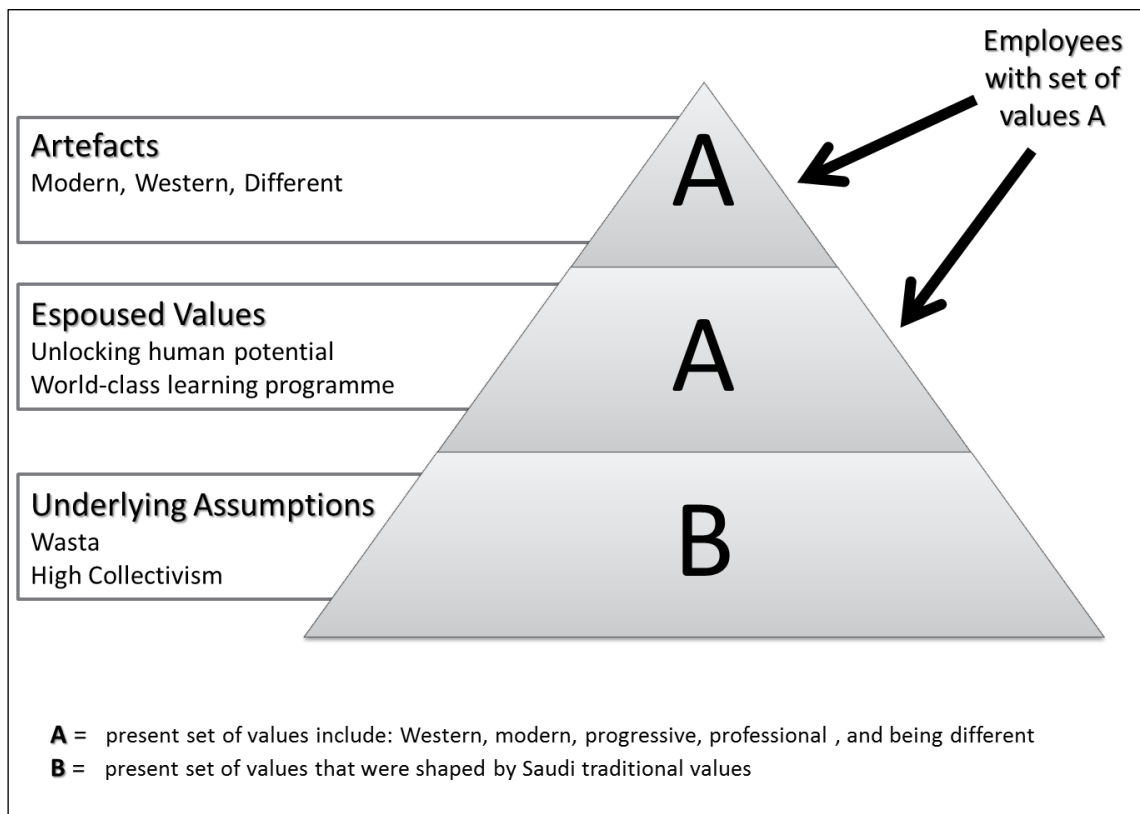 Employees
with set of
values A
Artefacts
Modern, Western, Different
A
Espoused Values
Unlocking human potential
World-class learning programme
A
Underlying Assumptions
Wasta
High Collectivism
B
A = present set of values include: Western, modern, progressive, professional , and being different
B = present set of values that were shaped by Saudi traditional values